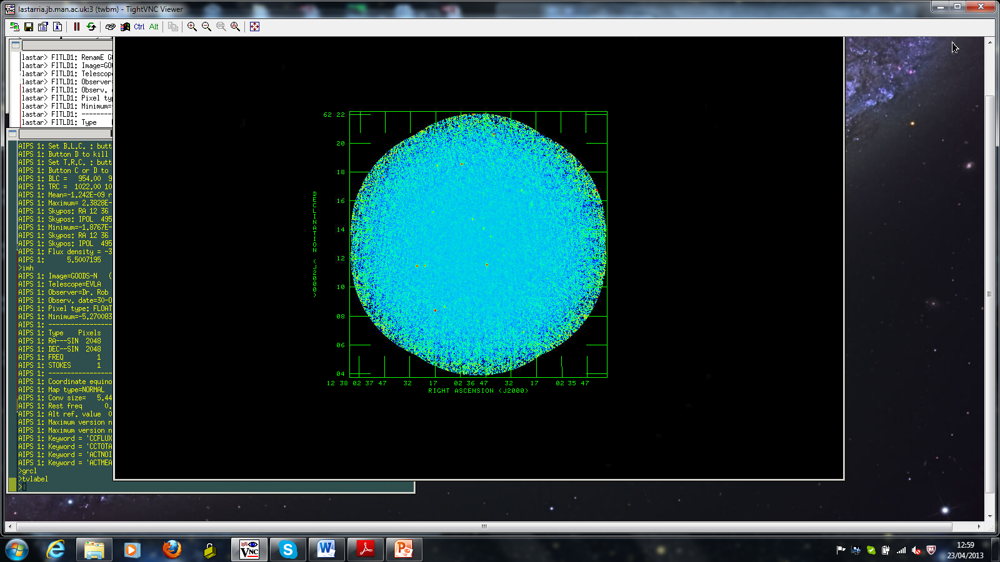 lastarria.jb.man.ac.uk:3 (twbm) - TightVNC Viewer
Ctrl Alt
lastar> FITLD1: RenamE G
lastar> FITLD1: Image=GO
lastar> FITLD1: Telescop
lastar> FITLD1: Observer
lastar> FITLD1: Observ.
lastar> FITLD1: Pixel ty
lastar> FITLD1: Minimum=
lastar> FITLD1: --------
lastar> FITLD1: Type
AIPS 1: Set B.L.C. : butt
AIPS 1: Button D to kill
AIPS 1: Set T.R.C. : butt
AIPS 1: Button C or D to
AIPS 1: BLC =   954.00  9
AIPS 1: TRC =  1022.00 10
AIPS 1: Mean=-1.242E-09 r
AIPS 1: Maximum= 2.3828E-
AIPS 1: Skypos: RA 12 36
AIPS 1: Skypos: IPOL  495
AIPS 1: Minimum=-1.8767E-
AIPS 1: Skypos: RA 12 36
AIPS 1: Skypos: IPOL  495
AIPS 1: Flux density = -3
AIPS 1:      5.5007195
>imh
AIPS 1: Image=GOODS-N   (
AIPS 1: Telescope=EVLA
AIPS 1: Observer=Dr. Rob
AIPS 1: Observ. date=30-O
AIPS 1: Pixel type: FLOAT
AIPS 1: Minimum=-5.270083
AIPS 1: -----------------
AIPS 1: Type    Pixels
AIPS 1: RA---SIN  2048
AIPS 1: DEC--SIN  2048
AIPS 1: FREQ         1
AIPS 1: STOKES       1
AIPS 1: -----------------
AIPS 1: Coordinate equino
AIPS 1: Map type=NORMAL
AIPS 1: Conv size=   5.44
AIPS 1: Rest freq      0.
AIPS 1: Alt ref. value  0
AIPS 1: Maximum version n
AIPS 1: Maximum version n
AIPS 1: Keyword = 'CCFLUX
AIPS 1: Keyword = 'CCTOTA
AIPS 1: Keyword = 'ACTNOI
AIPS 1: Keyword = 'ACTMEA
>grcl
>tvlabel
>
DECLINATION (J2000)
62 22
20
18
16
14
12
10
08
06
04
12 38 02 37 47 32 17 02 36 47 32 17 02 35 47
RIGHT ASCENSION (J2000)
12:59
23/04/2013